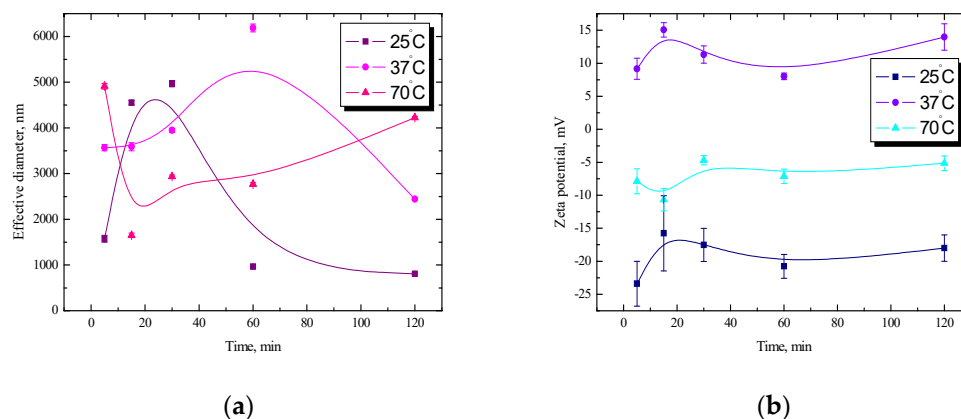 6000
5000
4000
3000
2000
1000
0
Effective diameter, nm
0 20 40 60 80 100 120
Time, min
25°C
37°C
70°C
(a)
15
10
5
0
-5
-10
-15
-20
-25
Zeta potential, mV
0 20 40 60 80 100 120
Time, min
25°C
37°C
70°C
(b)